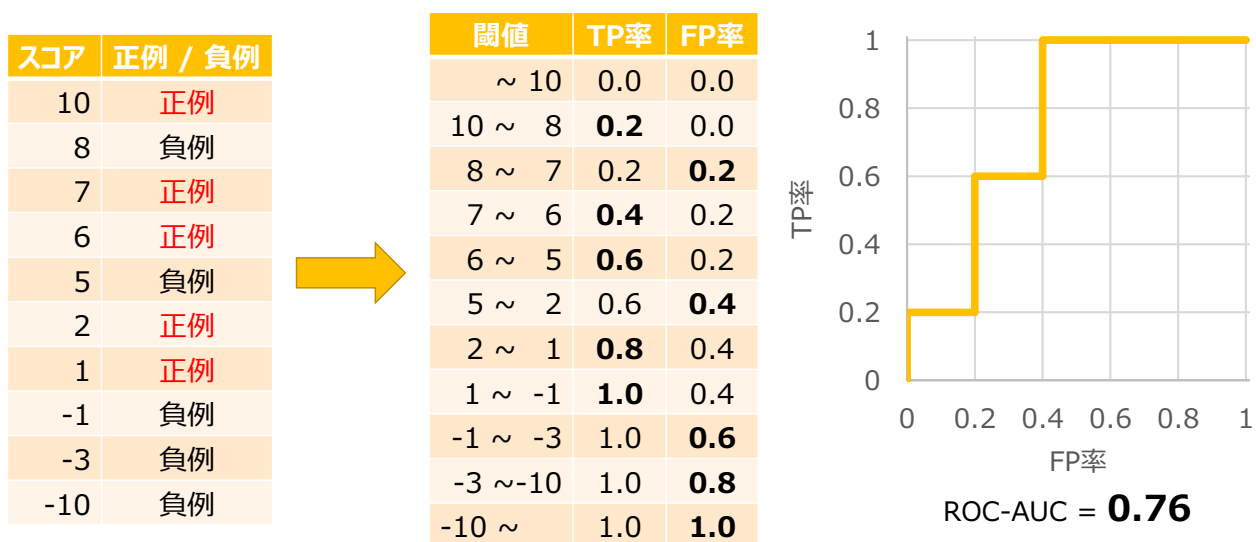 スコア 正例 / 負例
10 正例
8 負例
7 正例
6 正例
5 負例
2 正例
1 正例
-1 負例
-3 負例
-10 負例
閾値 TP率 FP率
~ 10 0.0 0.0
10 ~ 8 0.2 0.0
8 ~ 7 0.2 0.2
7 ~ 6 0.4 0.2
6 ~ 5 0.6 0.2
5 ~ 2 0.6 0.4
2 ~ 1 0.8 0.4
1 ~ -1 1.0 0.4
-1 ~ -3 1.0 0.6
-3 ~-10 1.0 0.8
-10 ~ 1.0 1.0
TP率
1
0.8
0.6
0.4
0.2
0
0 0.2 0.4 0.6 0.8 1
FP率
ROC-AUC = 0.76